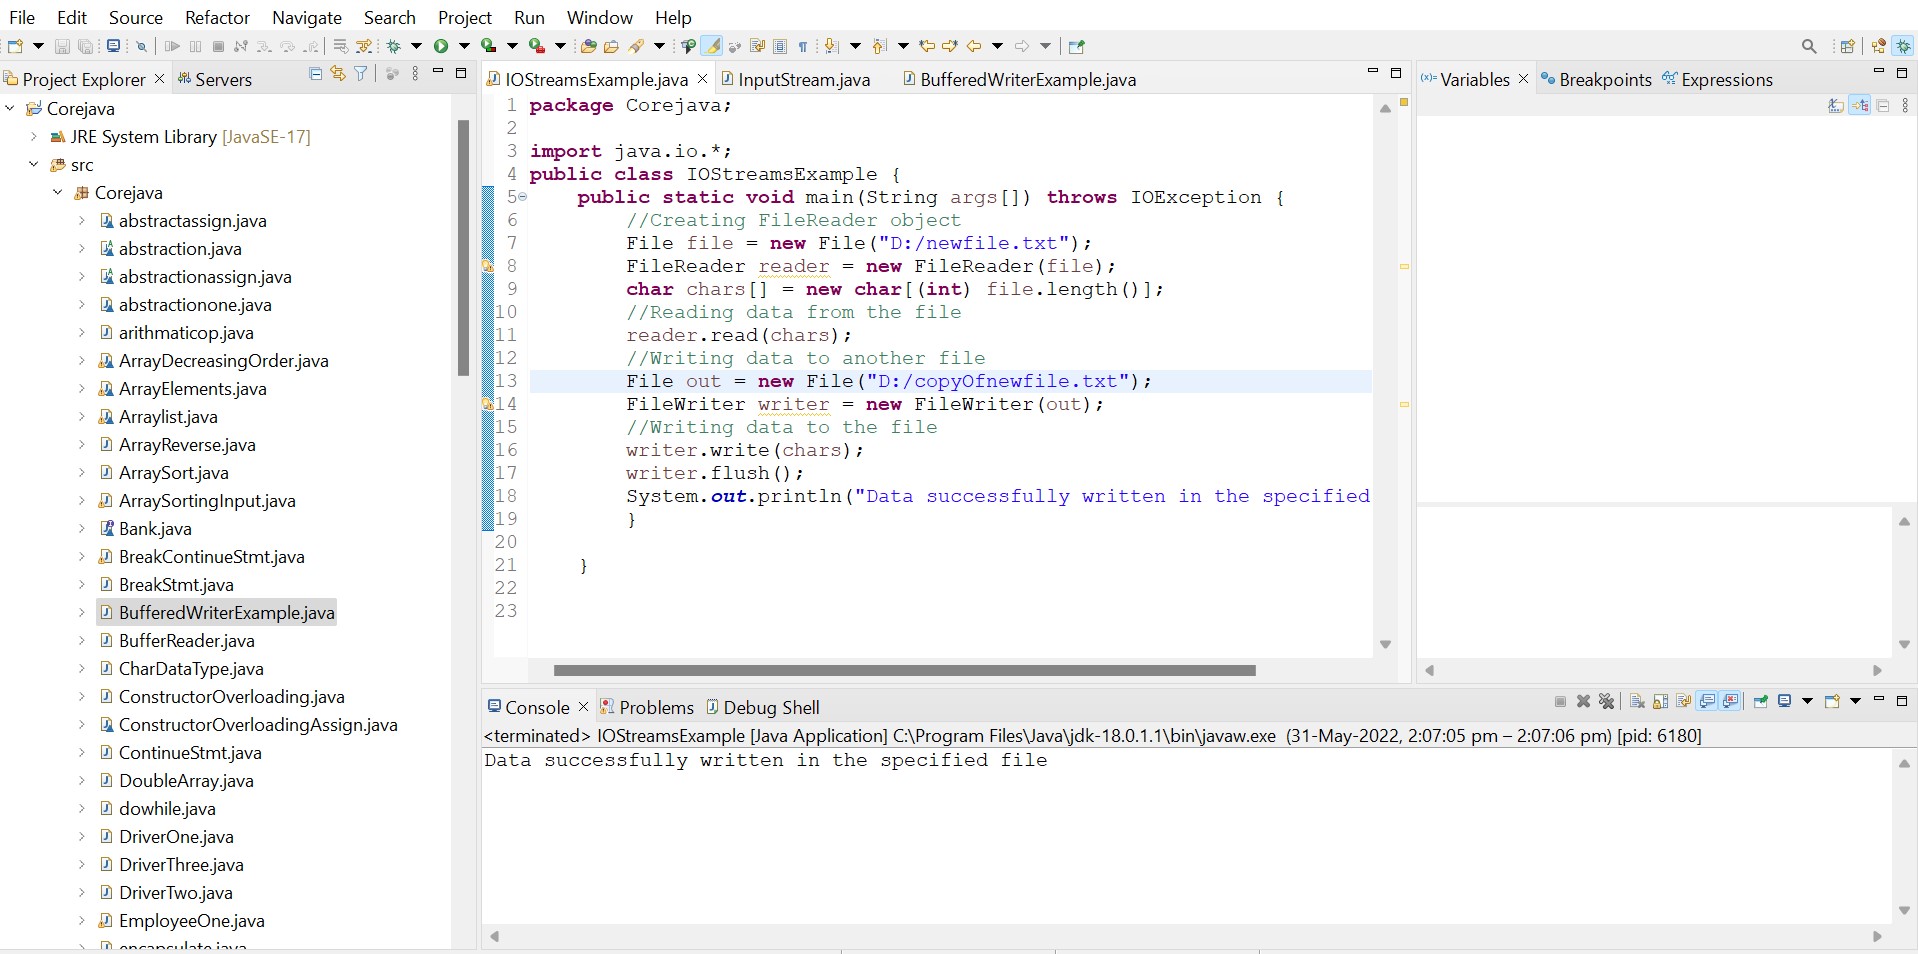 File Edit Source Refactor Navigate Search Project Run Window Help
Project Explorer
Servers
Corejava
JRE System Library [JavaSE-17]
src
Corejava
abstractassign.java
abstraction.java
abstractionassign.java
abstractionone.java
arithmaticop.java
ArrayDecreasingOrder.java
ArrayElements.java
Arraylist.java
ArrayReverse.java
ArraySort.java
ArraySortingInput.java
Bank.java
BreakContinueStmt.java
BreakStmt.java
BufferedWriterExample.java
BufferReader.java
CharDataType.java
ConstructorOverloading.java
ConstructorOverloadingAssign.java
ContinueStmt.java
DoubleArray.java
dowhile.java
DriverOne.java
DriverThree.java
DriverTwo.java
EmployeeOne.java
encapsulate.java
IOStreamsExample.java InputStream.java BufferedWriterExample.java
1 package Corejava;
2
3 import java.io.*;
4 public class IOStreamsExample {
5 public static void main(String args[]) throws IOException {
6 //Creating FileReader object
7 File file = new File("D:/newfile.txt");
8 FileReader reader = new FileReader(file);
9 char chars[] = new char[(int) file.length()];
10 //Reading data from the file
11 reader.read(chars);
12 //Writing data to another file
13 File out = new File("D:/copyOfnewfile.txt");
14 FileWriter writer = new FileWriter(out);
15 //Writing data to the file
16 writer.write(chars);
17 writer.flush();
18 System.out.println("Data successfully written in the specified
19 }
20
21 }
22
23
(x)= Variables Breakpoints Expressions
Console Problems Debug Shell
<terminated> IOStreamsExample [Java Application] C:\Program Files\Java\jdk-18.0.1.1\bin\javaw.exe (31-May-2022, 2:07:05 pm – 2:07:06 pm) [pid: 6180]
Data successfully written in the specified file